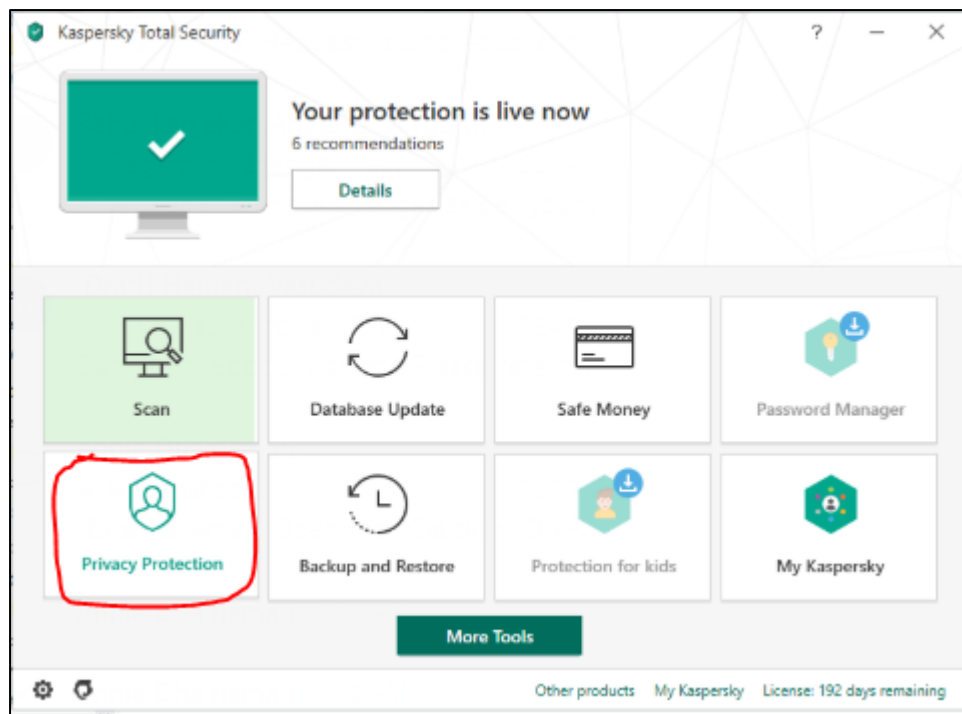 Kaspersky Total Security
?
Your protection is live now
6 recommendations
Details
Scan
Database Update
Safe Money
Password Manager
Privacy Protection
Backup and Restore
Protection for kids
My Kaspersky
More Tools
Other products My Kaspersky License: 192 days remaining